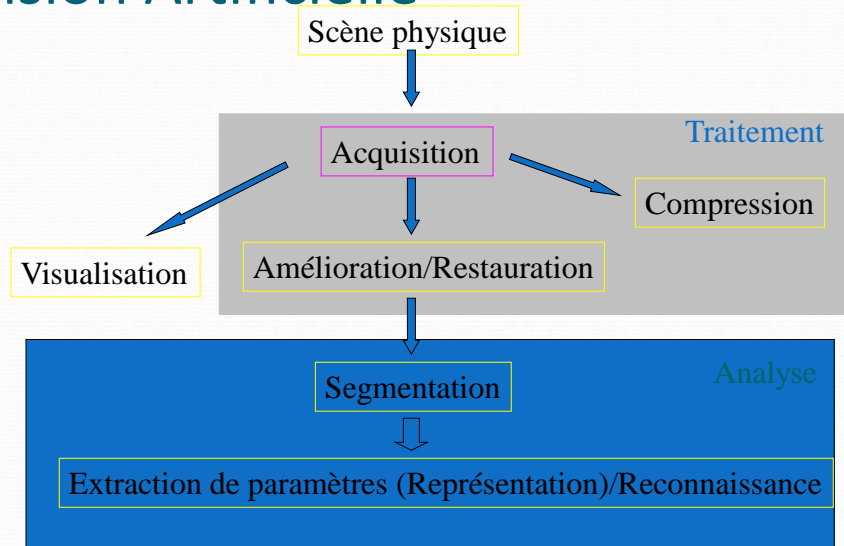 Scène physique
Traitement
Acquisition
Compression
Visualisation
Amélioration/Restauration
Analyse
Segmentation
Extraction de paramètres (Représentation)/Reconnaissance